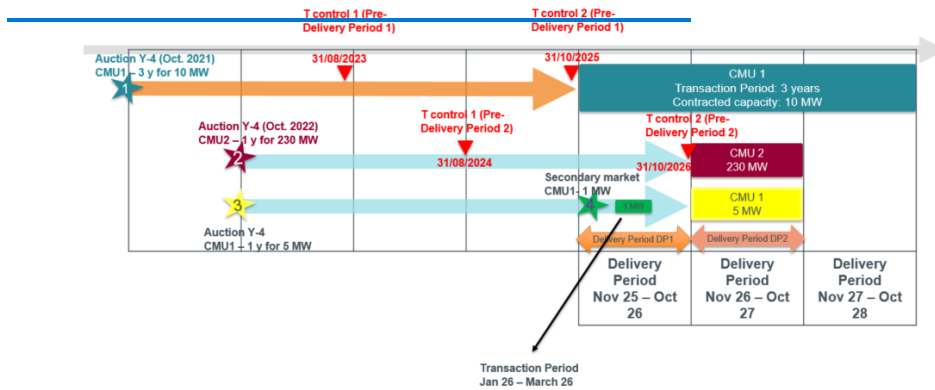 T control 1 (Pre-
Delivery Period 1)
T control 2 (Pre-
Delivery Period 1)
Auction Y-4 (Oct. 2021)
CMU1 – 3 y for 10 MW
31/08/2023
31/10/2025
1
CMU 1
Transaction Period: 3 years
Contracted capacity: 10 MW
Auction Y-4 (Oct. 2022)
CMU2 – 1 y for 230 MW
T control 1 (Pre-
Delivery Period 2)
T control 2 (Pre-
Delivery Period 2)
2
31/08/2024
31/10/2026
CMU 2
230 MW
Secondary market
CMU1- 1 MW
3
4
1 MW
CMU 1
5 MW
Auction Y-4
CMU1 – 1 y for 5 MW
Delivery Period DP1
Delivery Period DP2
Delivery
Period
Nov 25 – Oct
26
Delivery
Period
Nov 26 – Oct
27
Delivery
Period
Nov 27 – Oct
28
Transaction Period
Jan 26 – March 26